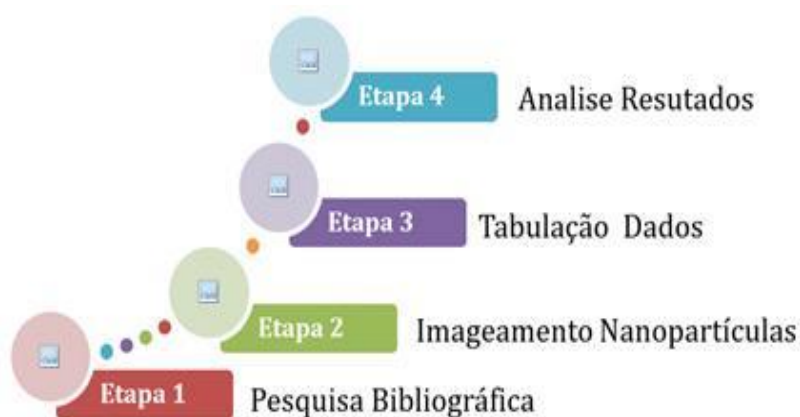 Etapa 4 Analise Resutados
Etapa 3 Tabulação Dados
Etapa 2 Imageamento Nanopartículas
Etapa 1 Pesquisa Bibliográfica